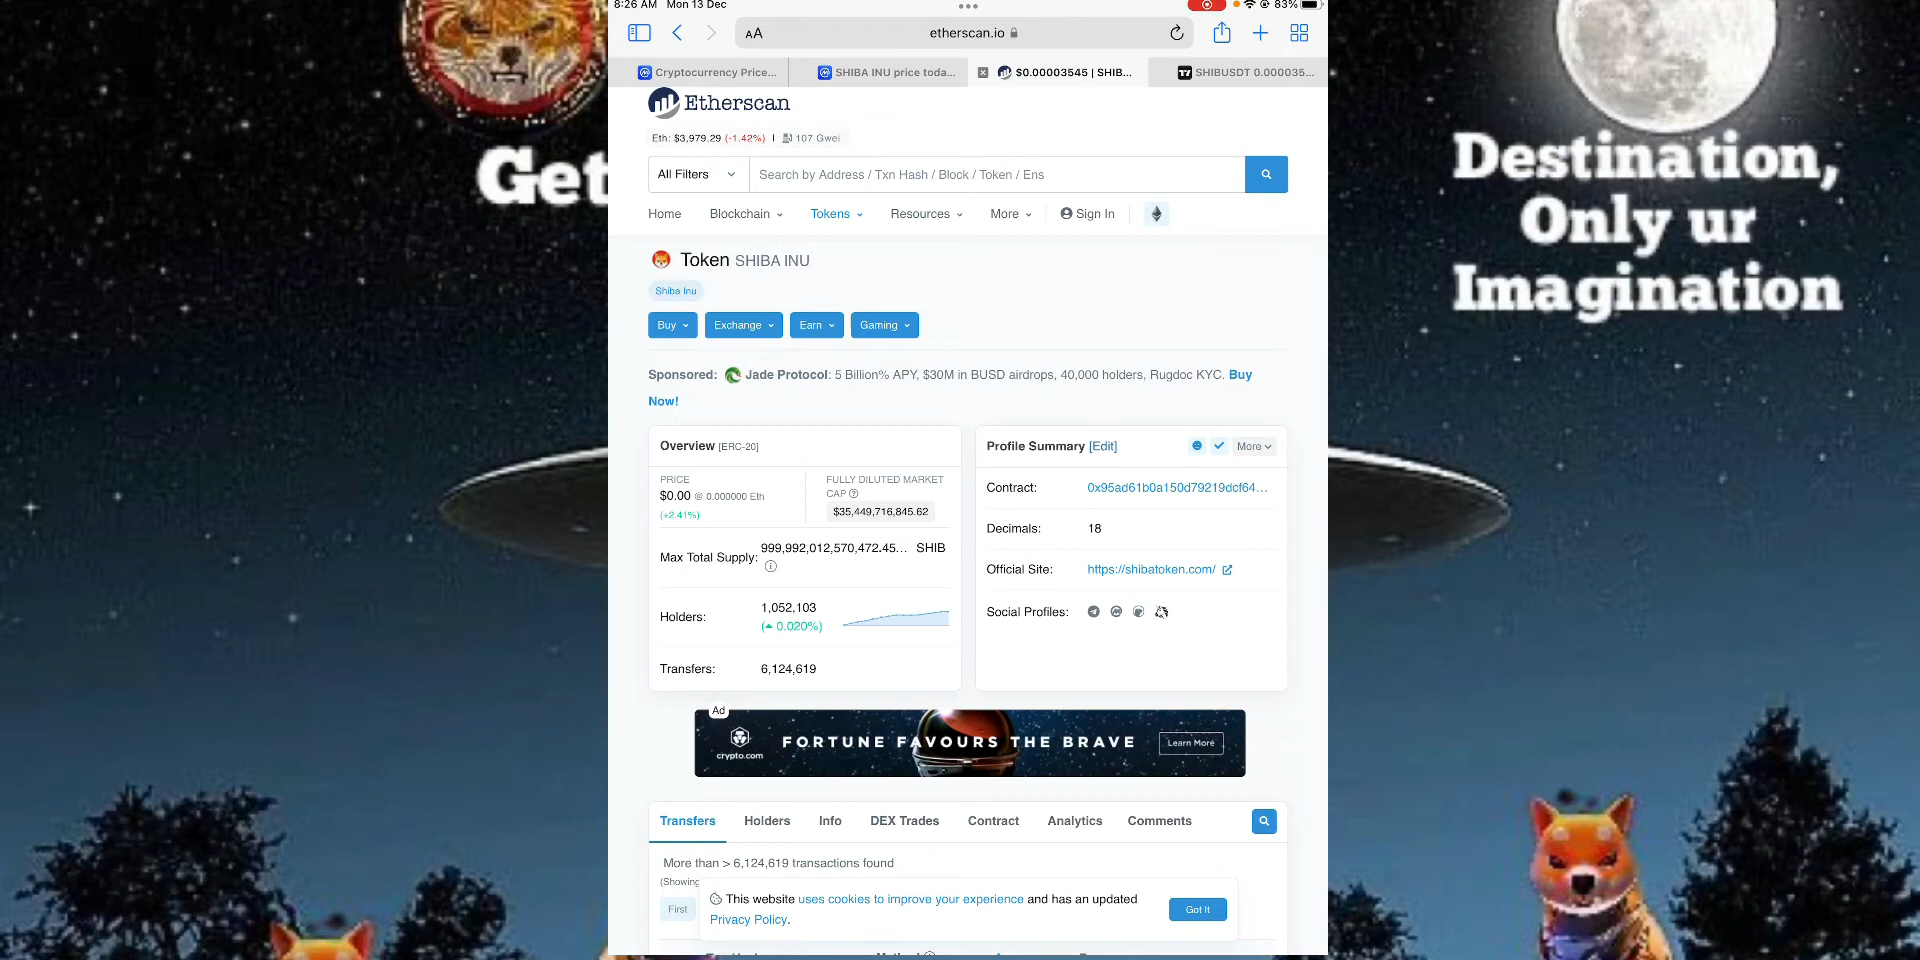 8:26 AM Mon 13 Dec
83%
AA
etherscan.io
Cryptocurrency Price...
SHIBA INU price toda...
$0.00003545 | SHIB...
SHIBUSDT 0.000035...
Etherscan
Eth: $3,979.29 (-1.42%) | 107 Gwei
All Filters
Search by Address / Txn Hash / Block / Token / Ens
Home
Blockchain
Tokens
Resources
More
Sign In
Token SHIBA INU
Shiba Inu
Buy
Exchange
Earn
Gaming
Sponsored: Jade Protocol: 5 Billion% APY, $30M in BUSD airdrops, 40,000 holders, Rugdoc KYC. Buy
Now!
Overview [ERC-20]
PRICE
$0.00 @ 0.000000 Eth
(+2.41%)
FULLY DILUTED MARKET
CAP
$35,449,716,845.62
Max Total Supply:
999,992,012,570,472.45... SHIB
Holders:
1,052,103
(0.020%)
Transfers:
6,124,619
Profile Summary [Edit]
More
Contract:
0x95ad61b0a150d79219dcf64...
Decimals:
18
Official Site:
https://shibatoken.com/
Social Profiles:
Ad
crypto.com
FORTUNE FAVOURS THE BRAVE
Learn More
Transfers
Holders
Info
DEX Trades
Contract
Analytics
Comments
More than > 6,124,619 transactions found
(Showing
First
This website uses cookies to improve your experience and has an updated
Privacy Policy.
Got It
Get
Destination,
Only ur
Imagination